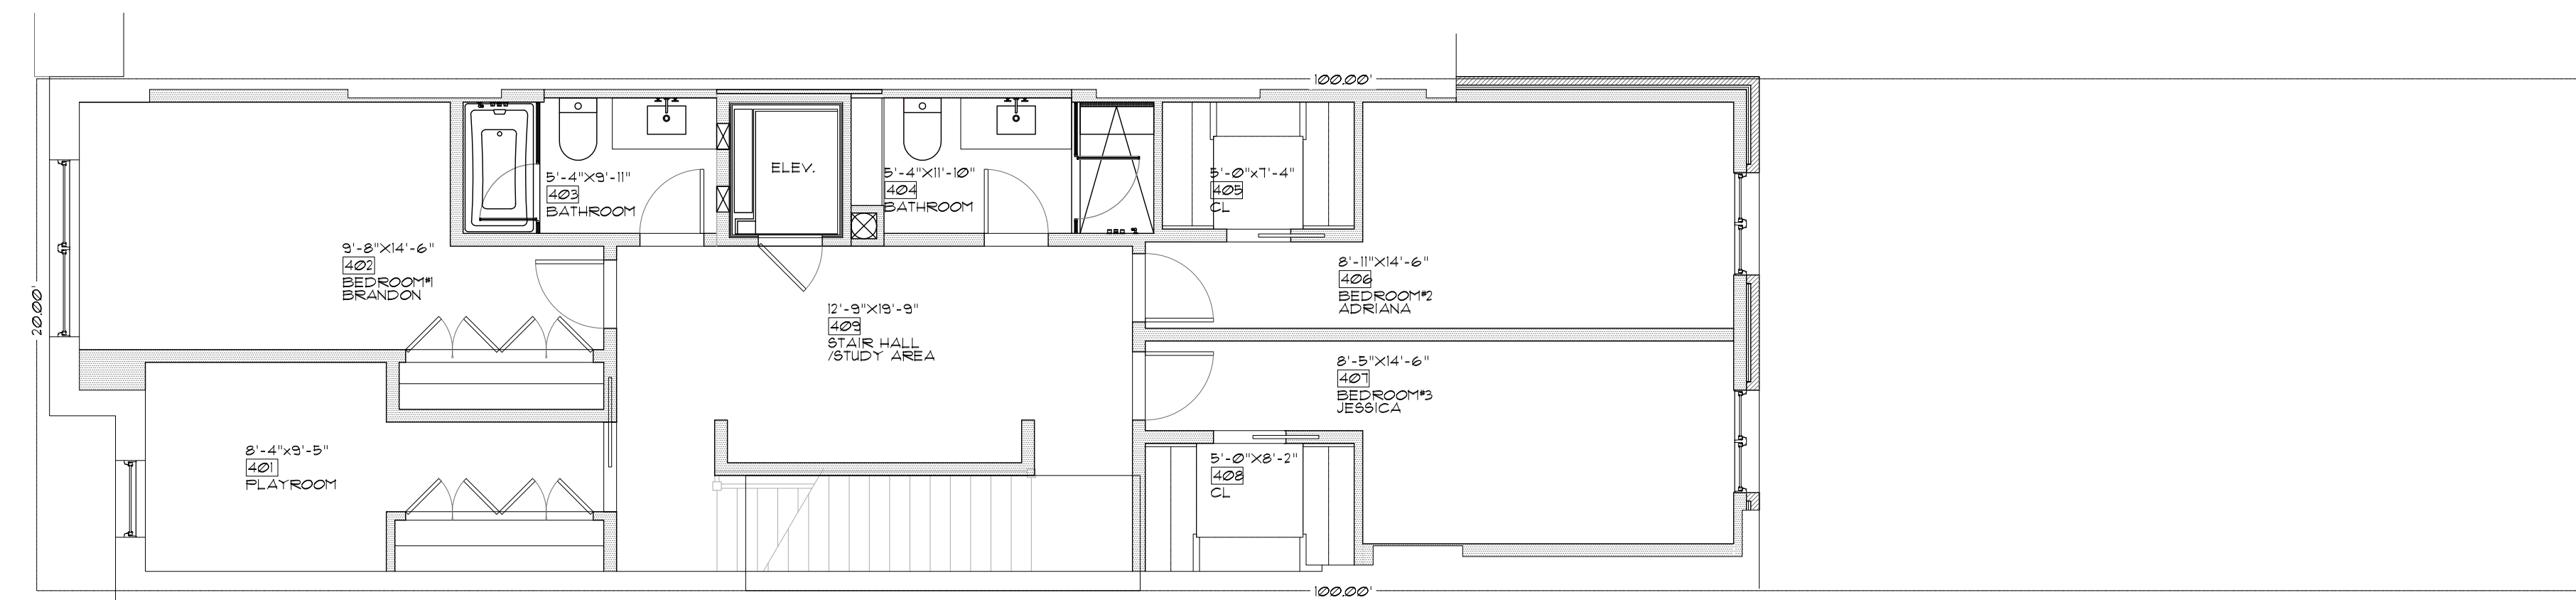 100.00'
ELEV.
5'-4"X9'-11"
403
BATHROOM
5'-4"X11'-10"
404
BATHROOM
5'-0"x7'-4"
405
CL
9'-8"X14'-6"
402
BEDROOM#1
BRANDON
8'-11"X14'-6"
406
BEDROOM#2
ADRIANA
20.00'
12'-9"X19'-9"
409
STAIR HALL
/STUDY AREA
8'-5"X14'-6"
407
BEDROOM#3
JESSICA
8'-4"x9'-5"
401
PLAYROOM
5'-0"X8'-2"
408
CL
100.00'